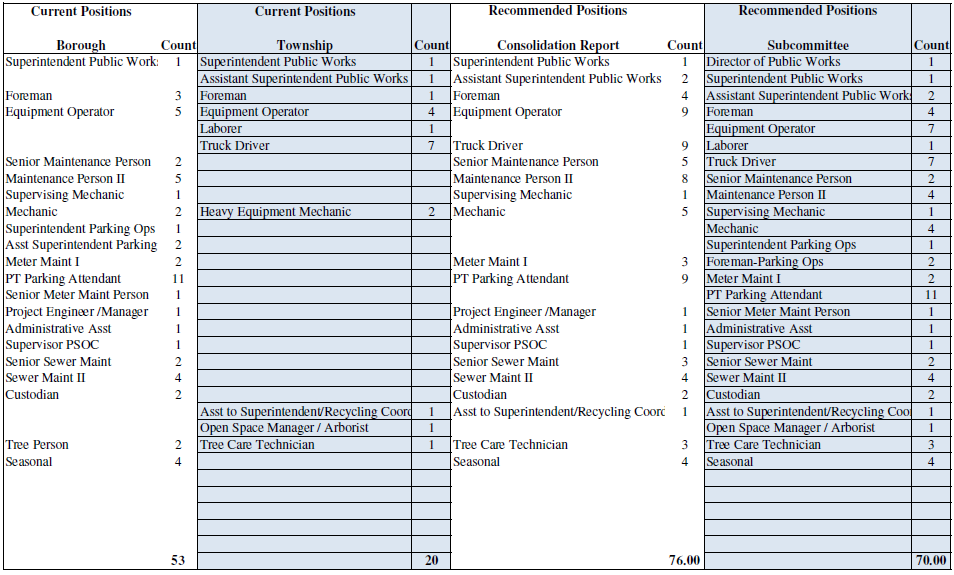 Current Positions Current Positions Recommended Positions Recommended Positions
Borough Count Township Count Consolidation Report Count Subcommittee Count
Superintendent Public Works 1 Superintendent Public Works 1 Superintendent Public Works 1 Director of Public Works 1
Assistant Superintendent Public Works 1 Assistant Superintendent Public Works 2 Superintendent Public Works 1
Foreman 3 Foreman 1 Foreman 4 Assistant Superintendent Public Works 2
Equipment Operator 5 Equipment Operator 4 Equipment Operator 9 Foreman 4
Laborer 1 Equipment Operator 7
Truck Driver 7 Truck Driver 9 Laborer 1
Senior Maintenance Person 2 Senior Maintenance Person 5 Truck Driver 7
Maintenance Person II 5 Maintenance Person II 8 Senior Maintenance Person 2
Supervising Mechanic 1 Supervising Mechanic 1 Maintenance Person II 4
Mechanic 2 Heavy Equipment Mechanic 2 Mechanic 5 Supervising Mechanic 1
Superintendent Parking Ops 1 Mechanic 4
Asst Superintendent Parking 2 Superintendent Parking Ops 1
Meter Maint I 2 Meter Maint I 3 Foreman-Parking Ops 2
PT Parking Attendant 11 PT Parking Attendant 9 Meter Maint I 2
Senior Meter Maint Person 1 PT Parking Attendant 11
Project Engineer /Manager 1 Project Engineer /Manager 1 Senior Meter Maint Person 1
Administrative Asst 1 Administrative Asst 1 Administrative Asst 1
Supervisor PSOC 1 Supervisor PSOC 1 Supervisor PSOC 1
Senior Sewer Maint 2 Senior Sewer Maint 3 Senior Sewer Maint 2
Sewer Maint II 4 Sewer Maint II 4 Sewer Maint II 4
Custodian 2 Custodian 2 Custodian 2
Asst to Superintendent/Recycling Coord 1 Asst to Superintendent/Recycling Coord 1 Asst to Superintendent/Recycling Coor 1
Open Space Manager / Arborist 1 Open Space Manager / Arborist 1
Tree Person 2 Tree Care Technician 1 Tree Care Technician 3 Tree Care Technician 3
Seasonal 4 Seasonal 4 Seasonal 4
53 20 76.00 70.00